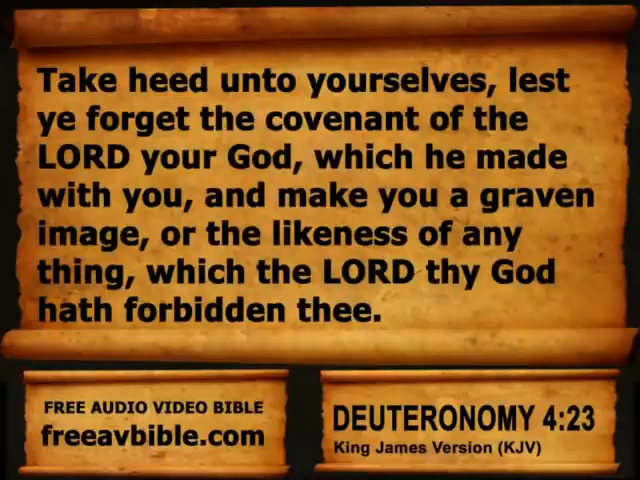 Take heed unto yourselves, lest
ye forget the covenant of the
LORD your God, which he made
with you, and make you a graven
image, or the likeness of any
thing, which the LORD thy God
hath forbidden thee.
FREE AUDIO VIDEO BIBLE
freeavbible.com
DEUTERONOMY 4:23
King James Version (KJV)